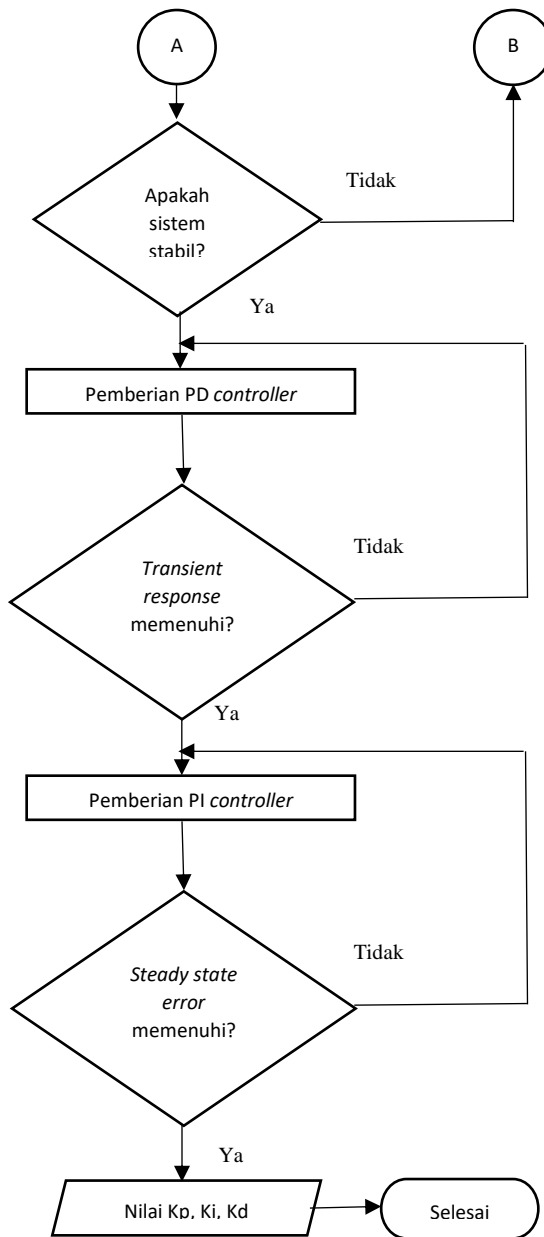 A
B
Apakah
sistem
stabil?
Tidak
Ya
Pemberian PD controller
Transient
response
memenuhi?
Tidak
Ya
Pemberian PI controller
Steady state
error
memenuhi?
Tidak
Ya
Nilai Kp, Ki, Kd
Selesai